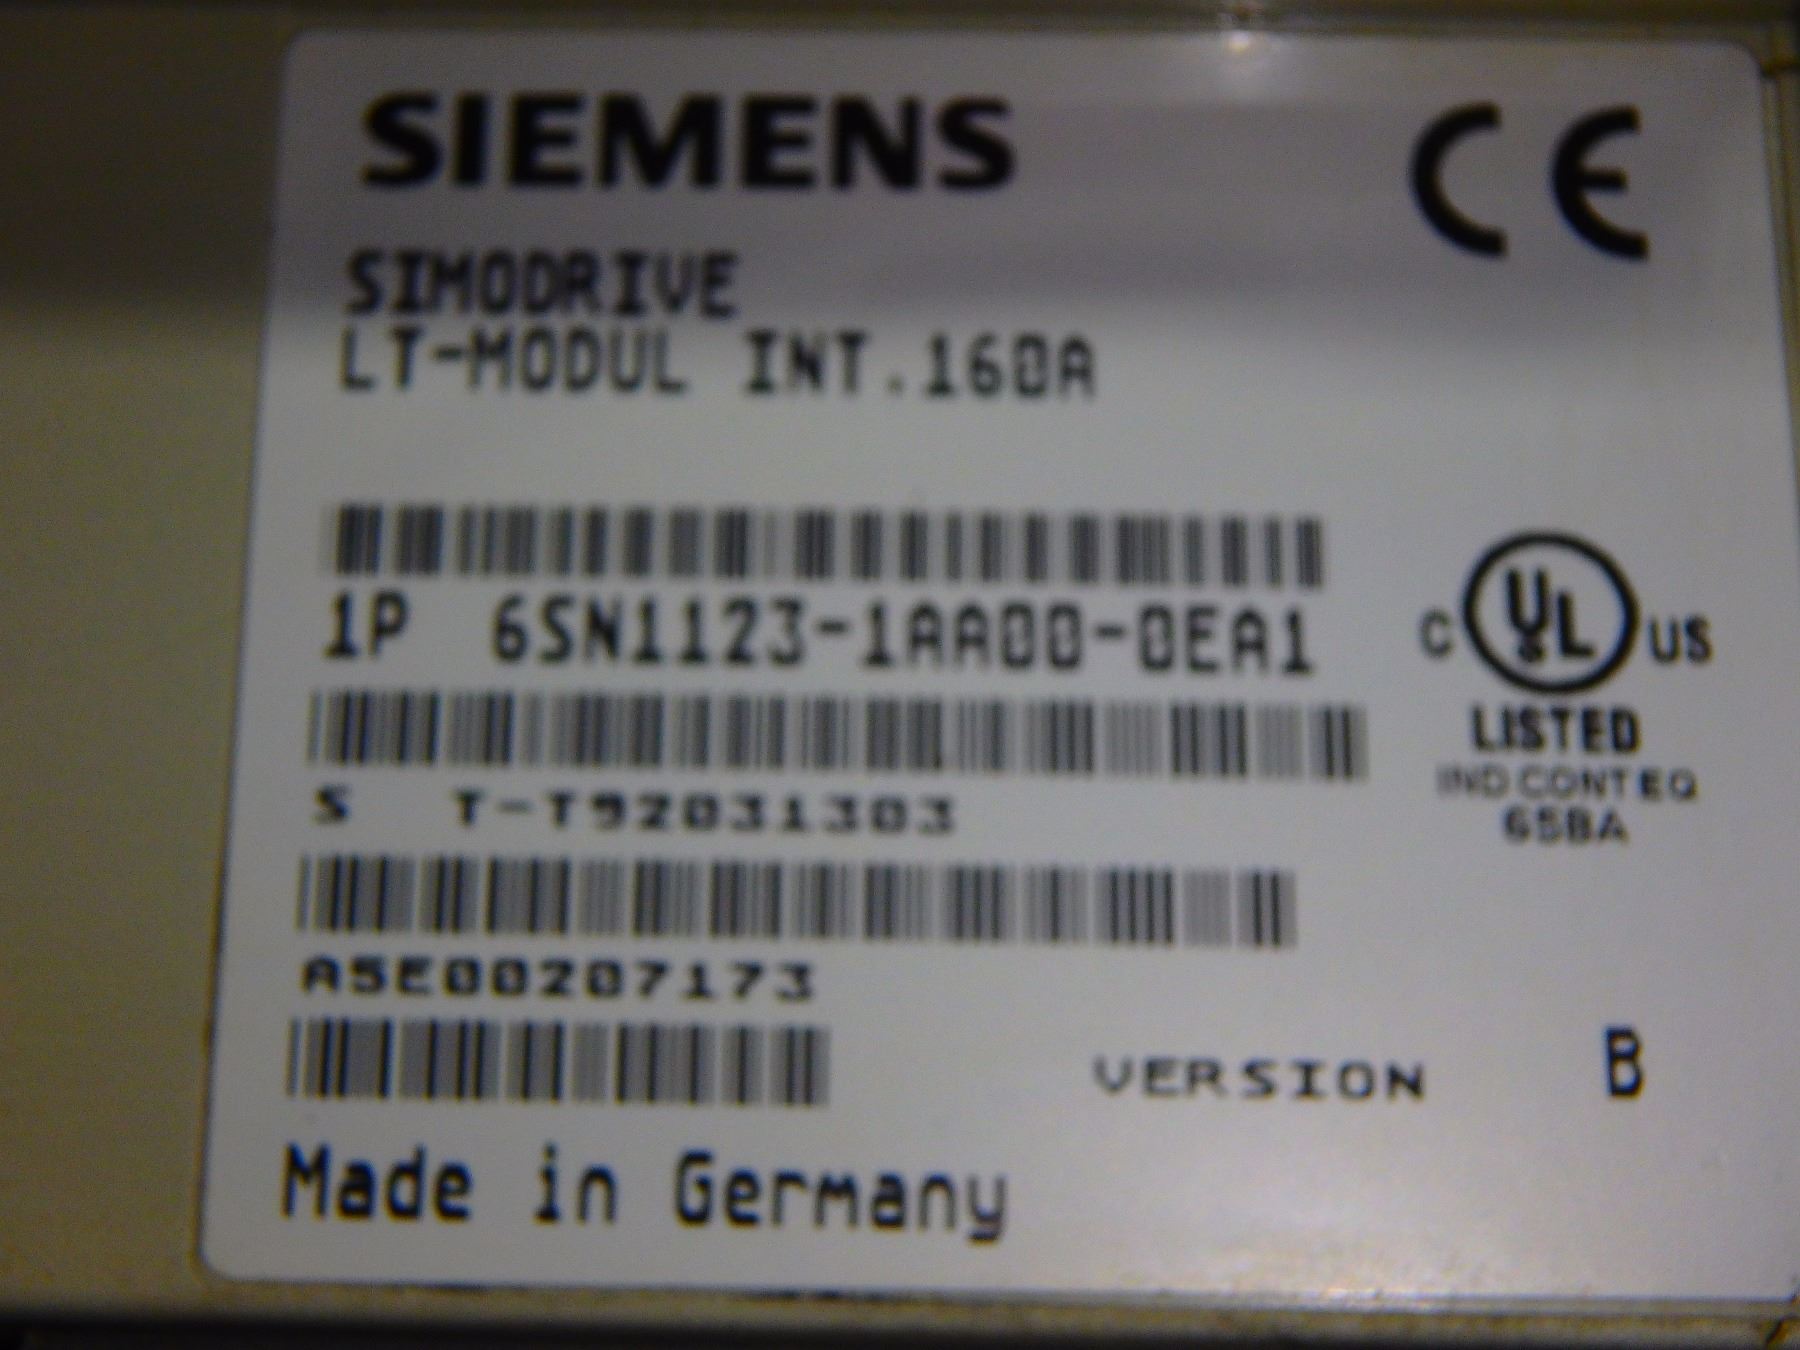 SIEMENS
CE
SIMODRIVE
LT-MODUL INT.160A
1P 6SN1123-1AA00-0EA1
C UL US
LISTED
IND CONT EQ
65BA
S T-T92031303
A5E00207173
VERSION B
Made in Germany